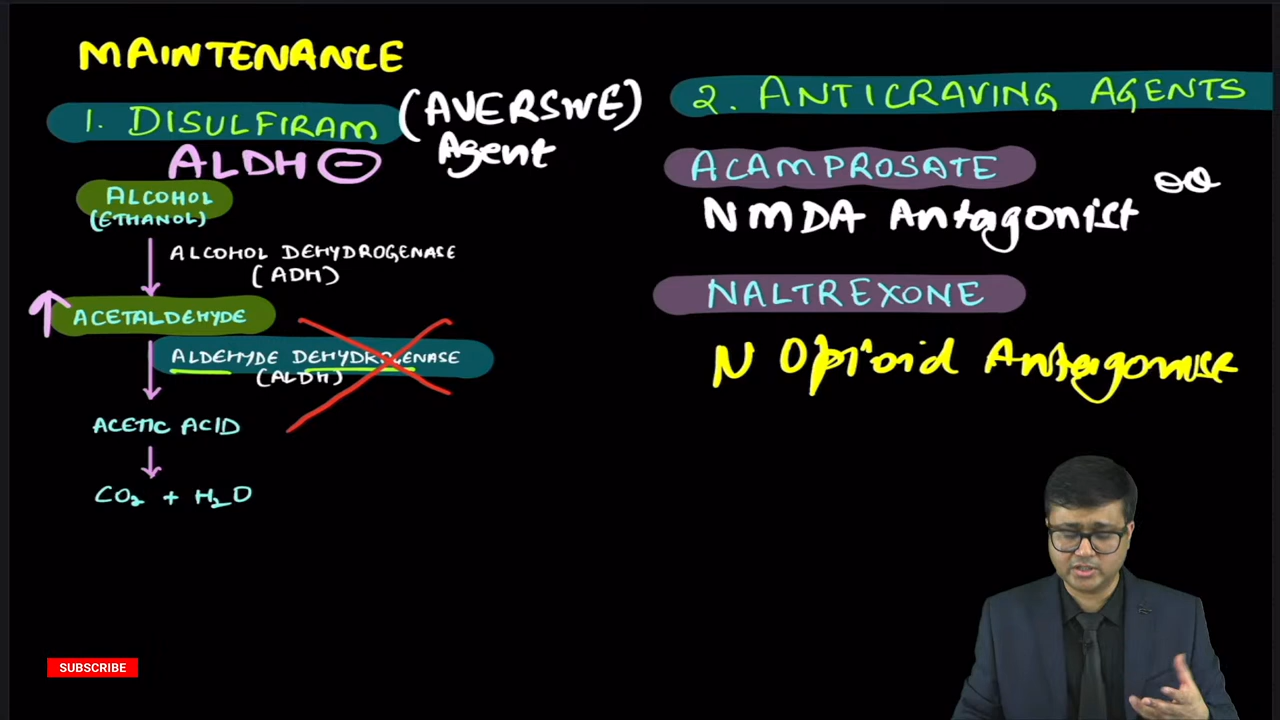 MAINTENANCE
1. DISULFIRAM (AVERSIVE)
Agent
ALDH ⊖
ALCOHOL
(ETHANOL)
ALCOHOL DEHYDROGENASE
(ADH)
↑ ACETALDEHYDE
ALDEHYDE DEHYDROGENASE
(ALDH)
ACETIC ACID
CO₂ + H₂O
2. ANTICRAVING AGENTS
ACAMPROSATE
NMDA Antagonist
NALTREXONE
N Opioid
SUBSCRIBE